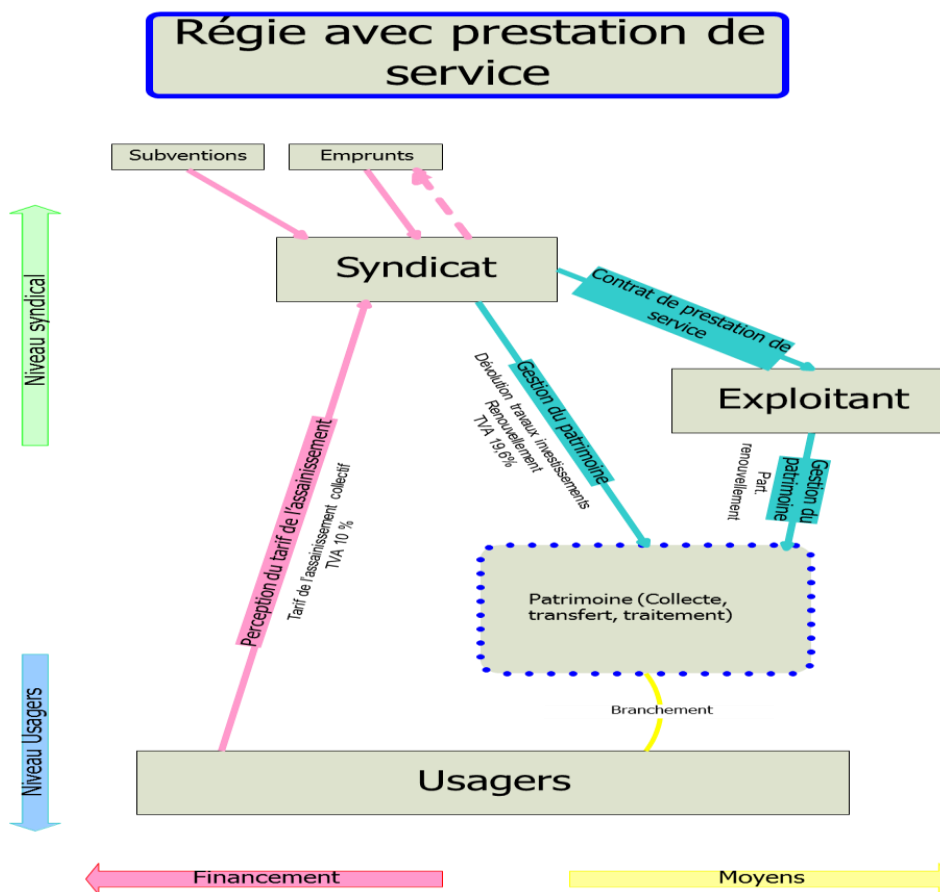 Régie avec prestation de
service
Subventions
Emprunts
Niveau syndical
Syndicat
Contrat de prestation de
service
Exploitant
Gestion du patrimoine
Dévolution travaux investissements
Renouvellement
TVA 19,6%
Gestion du
patrimoine
Part.
renouvellement
Perception du tarif de l'assainissement
Tarif de l'assainissement collectif
TVA 10 %
Patrimoine (Collecte,
transfert, traitement)
Branchement
Niveau Usagers
Usagers
Financement
Moyens